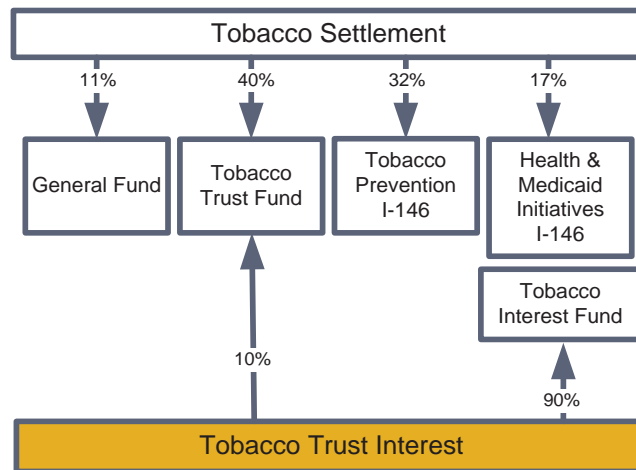 Tobacco Settlement
11%
40%
32%
17%
General Fund
Tobacco
Trust Fund
Tobacco
Prevention
I-146
Health &
Medicaid
Initiatives
I-146
Tobacco
Interest Fund
10%
90%
Tobacco Trust Interest